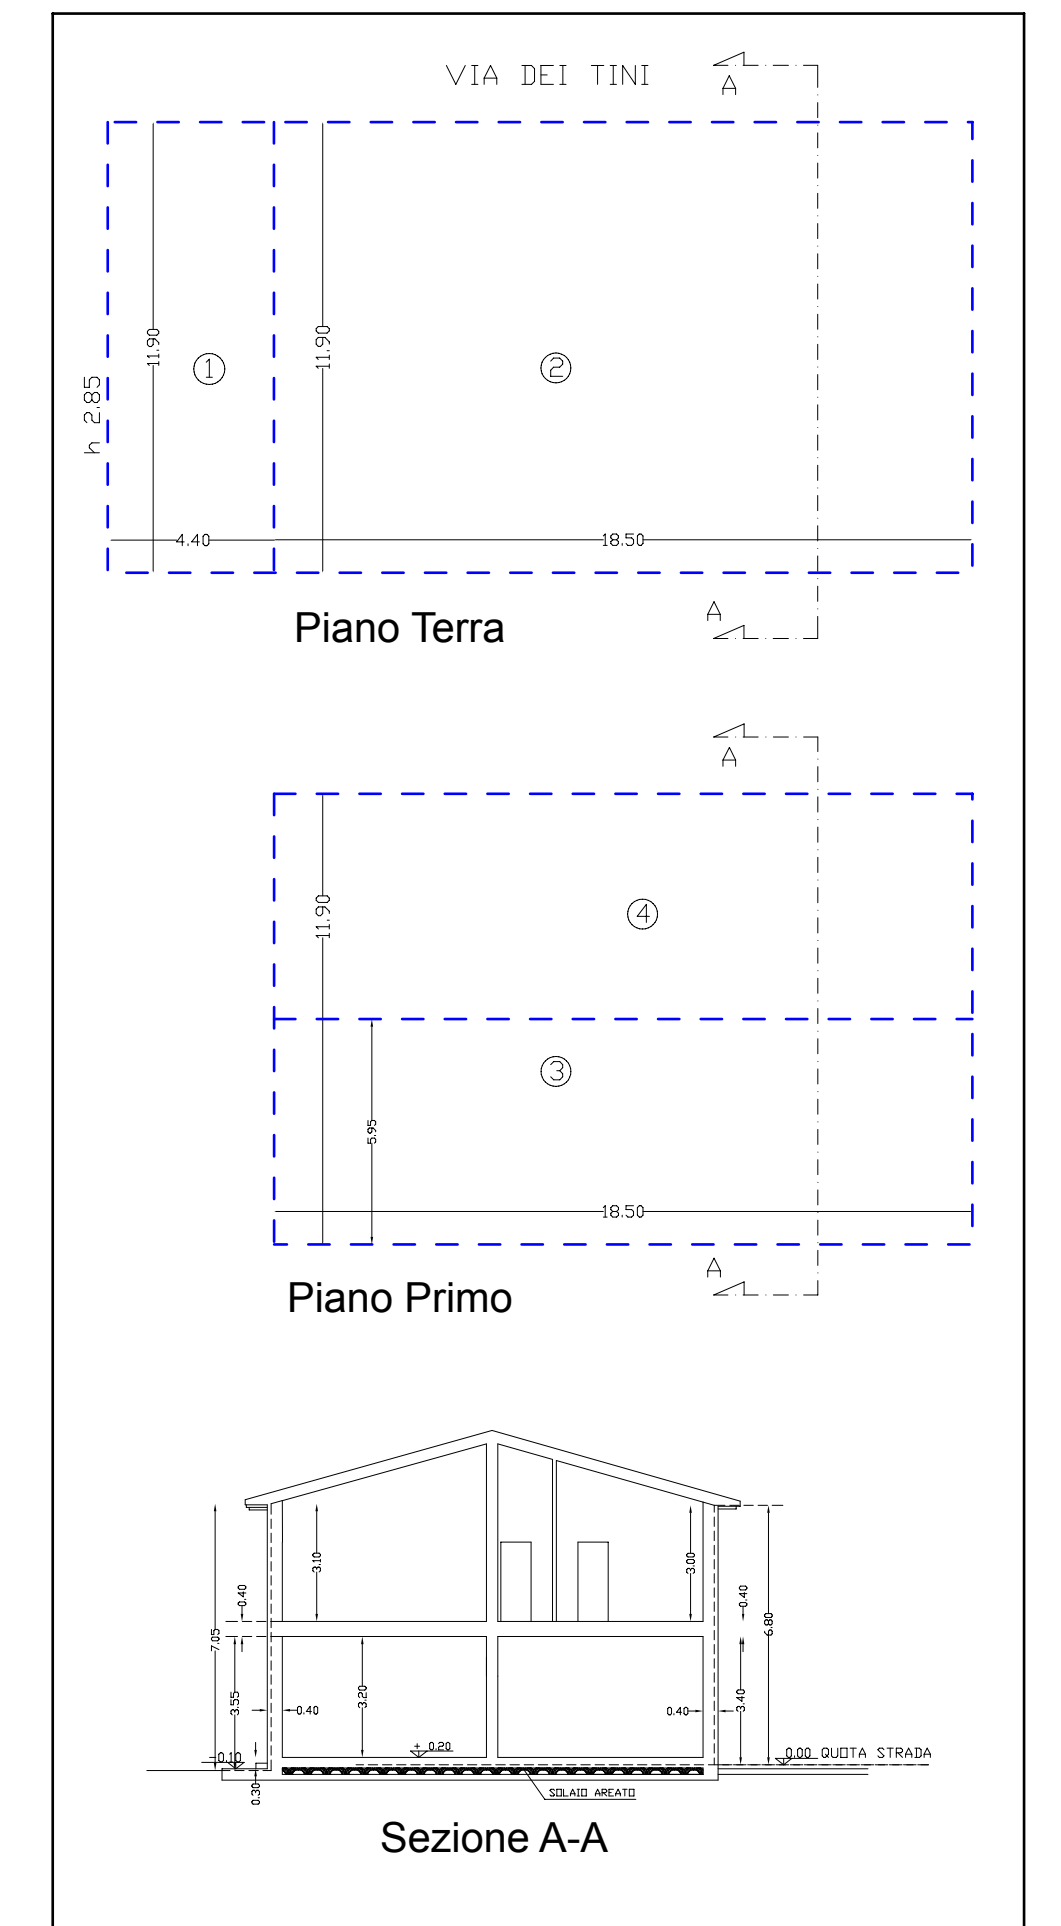 VIA DEI TINI
A
11.90
11.90
1
2
h 2.85
4.40
18.50
A
Piano Terra
A
11.90
4
3
5.95
18.50
A
Piano Primo
3.10
3.00
0.40
0.40
7.05
6.80
3.55
3.20
0.40
0.40
3.40
-0.10
+ 0.20
0.00 QUOTA STRADA
0.30
SOLAIO AREATO
Sezione A-A